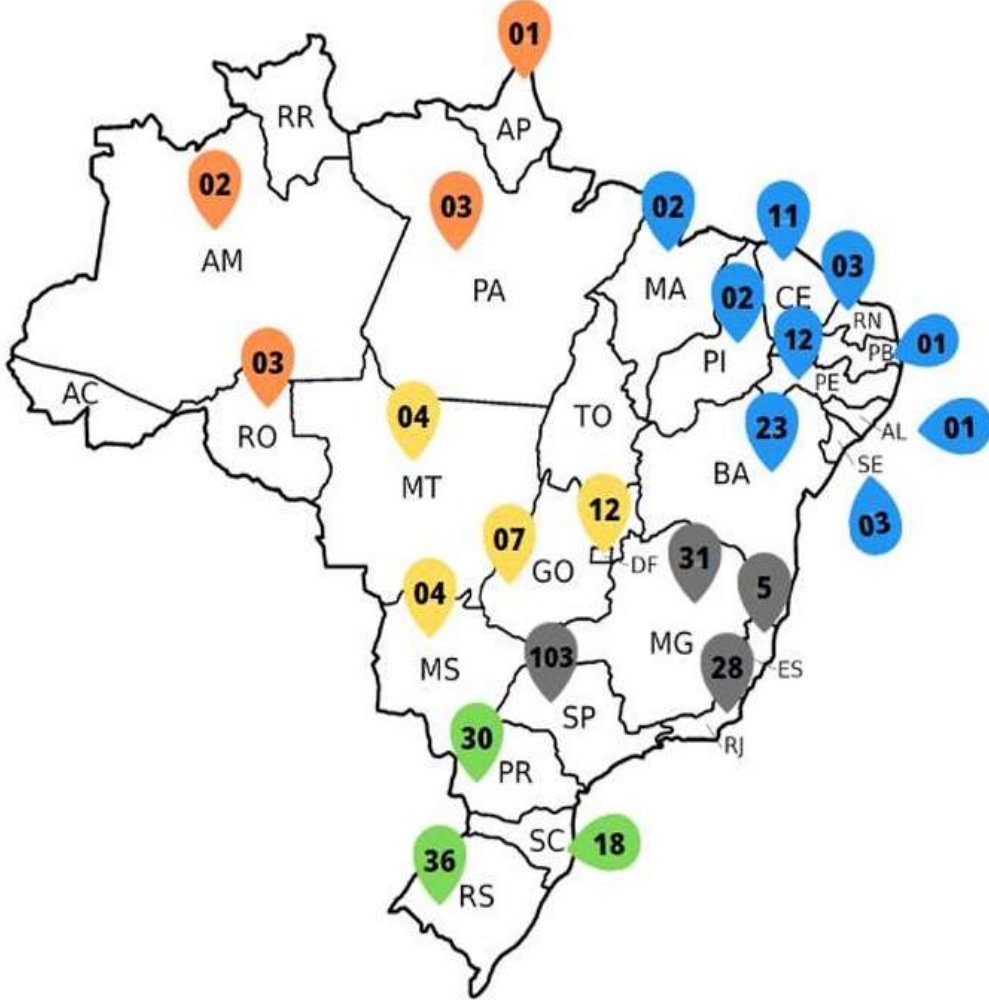 01
RR
AP
02
03
02
11
AM
PA
MA
02
CE
03
RN
12
PB
01
03
AC
PI
PE
04
TO
23
AL
01
RO
BA
SE
MT
12
03
07
GO
DF
31
5
04
MG
103
28
ES
MS
SP
RJ
30
PR
SC
18
36
RS